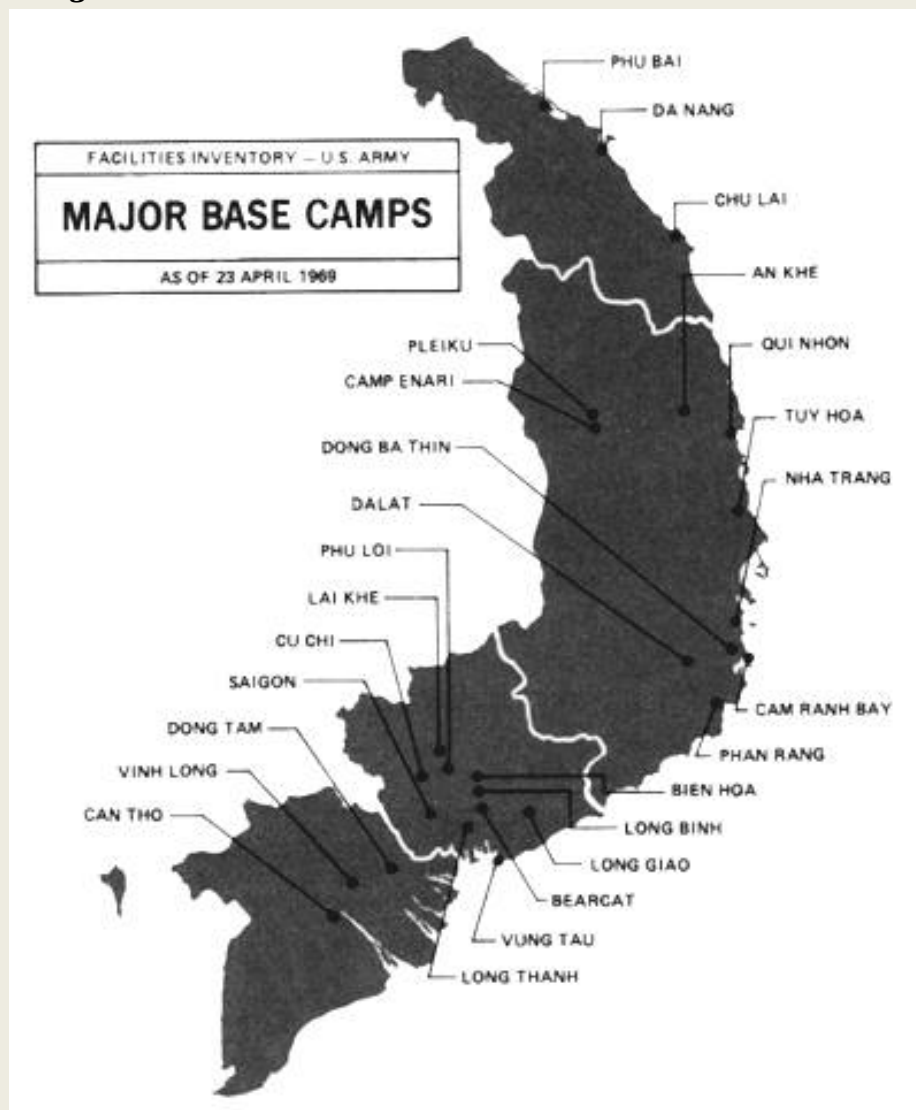 FACILITIES INVENTORY – U.S. ARMY
MAJOR BASE CAMPS
AS OF 23 APRIL 1969
PHU BAI
DA NANG
CHU LAI
AN KHE
PLEIKU
QUI NHON
CAMP ENARI
TUY HOA
DONG BA THIN
NHA TRANG
DALAT
PHU LOI
LAI KHE
CU CHI
SAIGON
CAM RANH BAY
DONG TAM
PHAN RANG
VINH LONG
BIEN HOA
CAN THO
LONG BINH
LONG GIAO
BEARCAT
VUNG TAU
LONG THANH